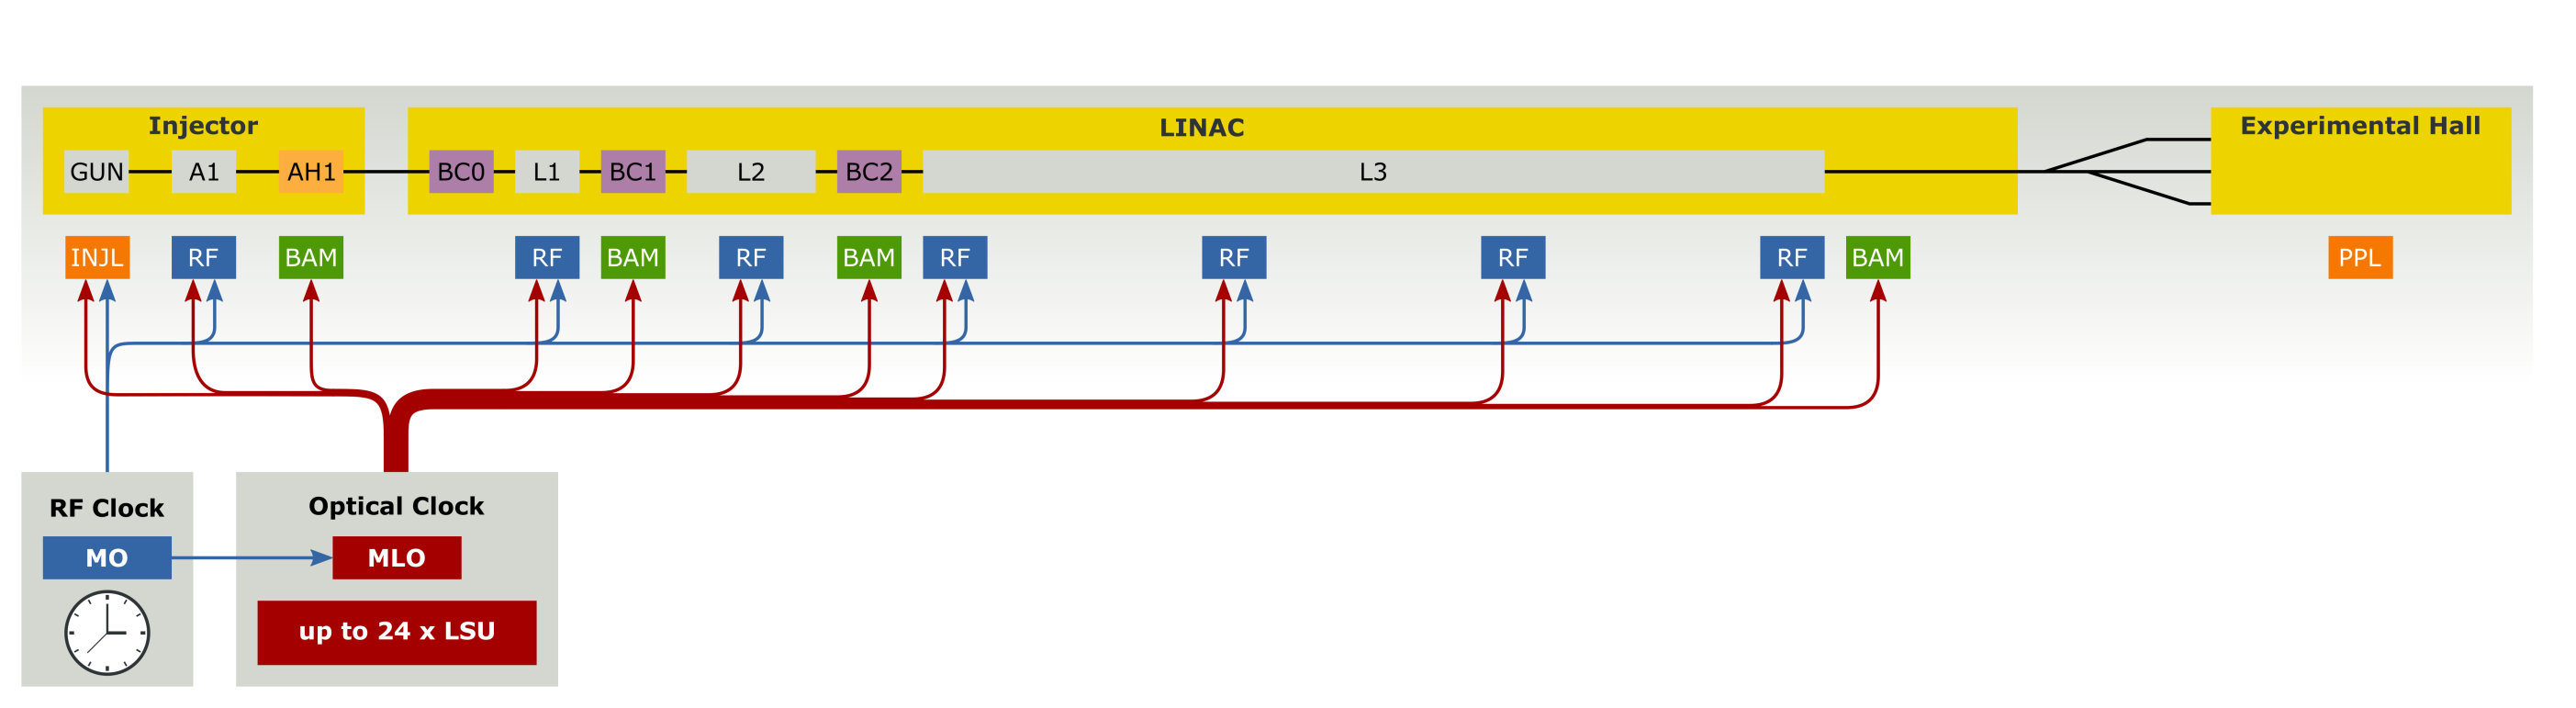 Injector
LINAC
Experimental Hall
GUN
A1
AH1
BC0
L1
BC1
L2
BC2
L3
INJL
RF
BAM
RF
BAM
RF
BAM
RF
RF
RF
RF
BAM
PPL
RF Clock
MO
Optical Clock
MLO
up to 24 x LSU